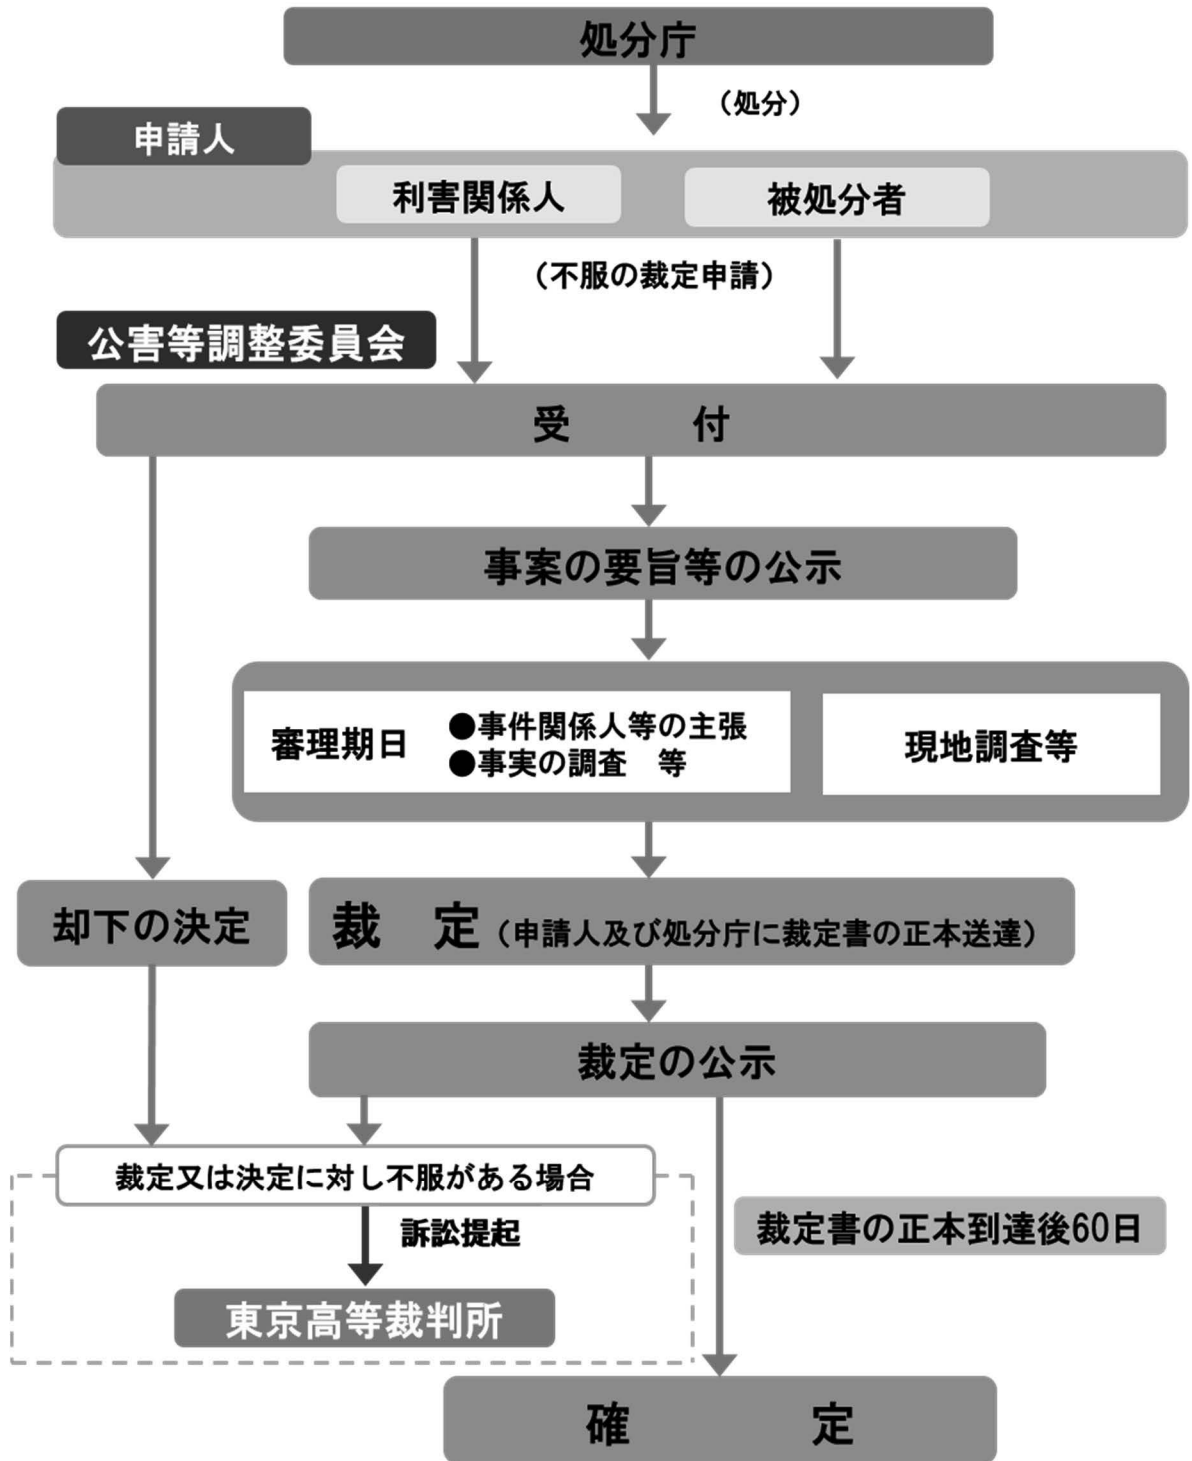 処分庁
（処分）
申請人
利害関係人
被処分者
（不服の裁定申請）
公害等調整委員会
受　　　付
事案の要旨等の公示
審理期日
●事件関係人等の主張
●事実の調査　等
現地調査等
却下の決定
裁　定（申請人及び処分庁に裁定書の正本送達）
裁定の公示
裁定又は決定に対し不服がある場合
訴訟提起
裁定書の正本到達後60日
東京高等裁判所
確　　　　定